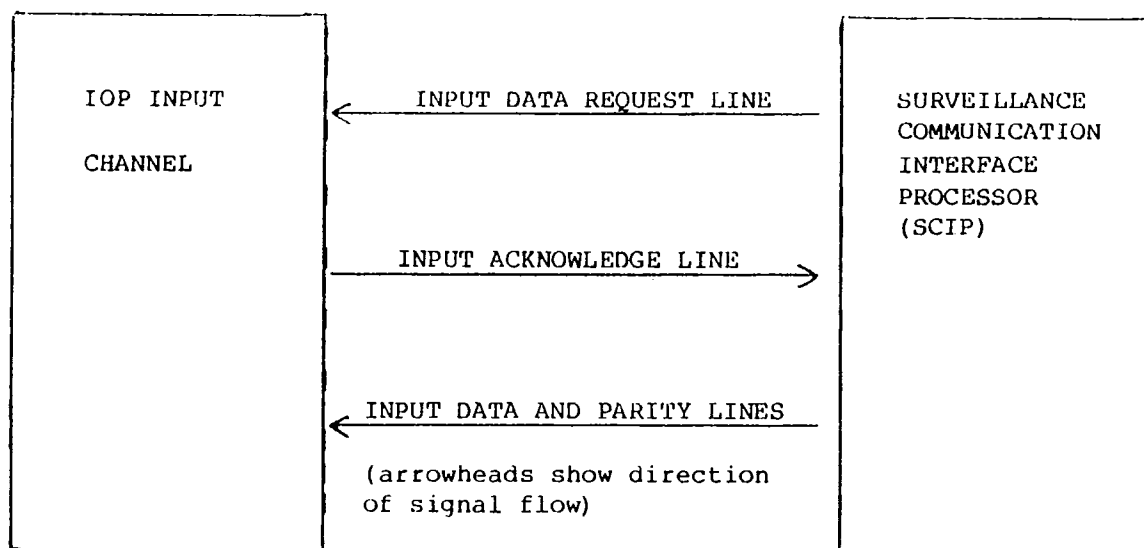 IOP INPUT
CHANNEL
INPUT DATA REQUEST LINE
INPUT ACKNOWLEDGE LINE
INPUT DATA AND PARITY LINES
(arrowheads show direction
of signal flow)
SURVEILLANCE
COMMUNICATION
INTERFACE
PROCESSOR
(SCIP)